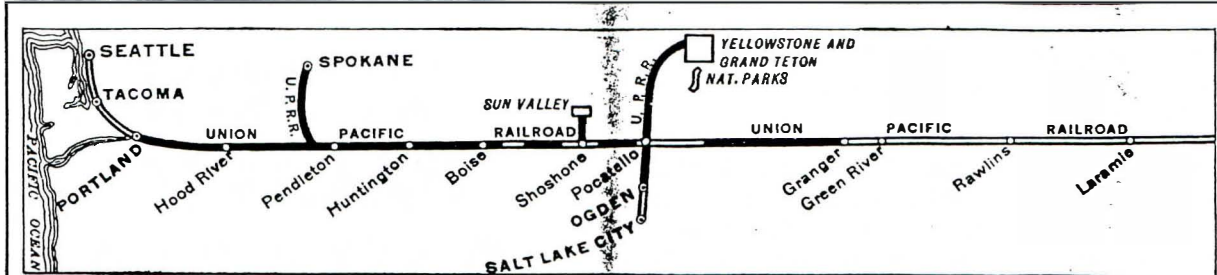 SEATTLE
TACOMA
PORTLAND
PACIFIC OCEAN
UNION PACIFIC RAILROAD
Hood River
U.P.R.R.
SPOKANE
Pendleton
Huntington
Boise
SUN VALLEY
Shoshone
Pocatello
OGDEN
SALT LAKE CITY
U. P. R. R.
YELLOWSTONE AND
GRAND TETON
NAT. PARKS
UNION PACIFIC RAILROAD
Granger
Green River
Rawlins
Laramie